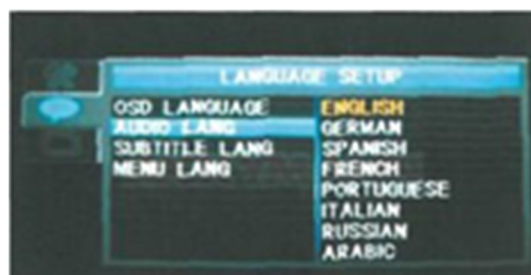 LANGUAGE SETUP
OSD LANGUAGE
AUDIO LANG
SUBTITLE LANG
MENU LANG
ENGLISH
GERMAN
SPANISH
FRENCH
PORTUGUESE
ITALIAN
RUSSIAN
ARABIC